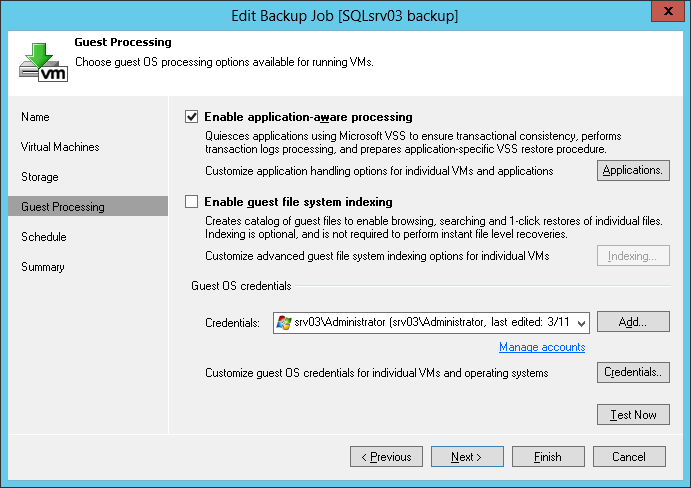 Edit Backup Job [SQLsrv03 backup]
x
Guest Processing
Choose guest OS processing options available for running VMs.
vm
Name
Virtual Machines
Storage
Guest Processing
Schedule
Summary
Enable application-aware processing
Quiesces applications using Microsoft VSS to ensure transactional consistency, performs
transaction logs processing, and prepares application-specific VSS restore procedure.
Customize application handling options for individual VMs and applications
Applications.
Enable guest file system indexing
Creates catalog of guest files to enable browsing, searching and 1-click restores of individual files.
Indexing is optional, and is not required to perform instant file level recoveries.
Customize advanced guest file system indexing options for individual VMs
Indexing...
Guest OS credentials
Credentials:
srv03\Administrator (srv03\Administrator, last edited: 3/11
Add...
Manage accounts
Customize guest OS credentials for individual VMs and operating systems
Credentials..
Test Now
< Previous
Next >
Finish
Cancel